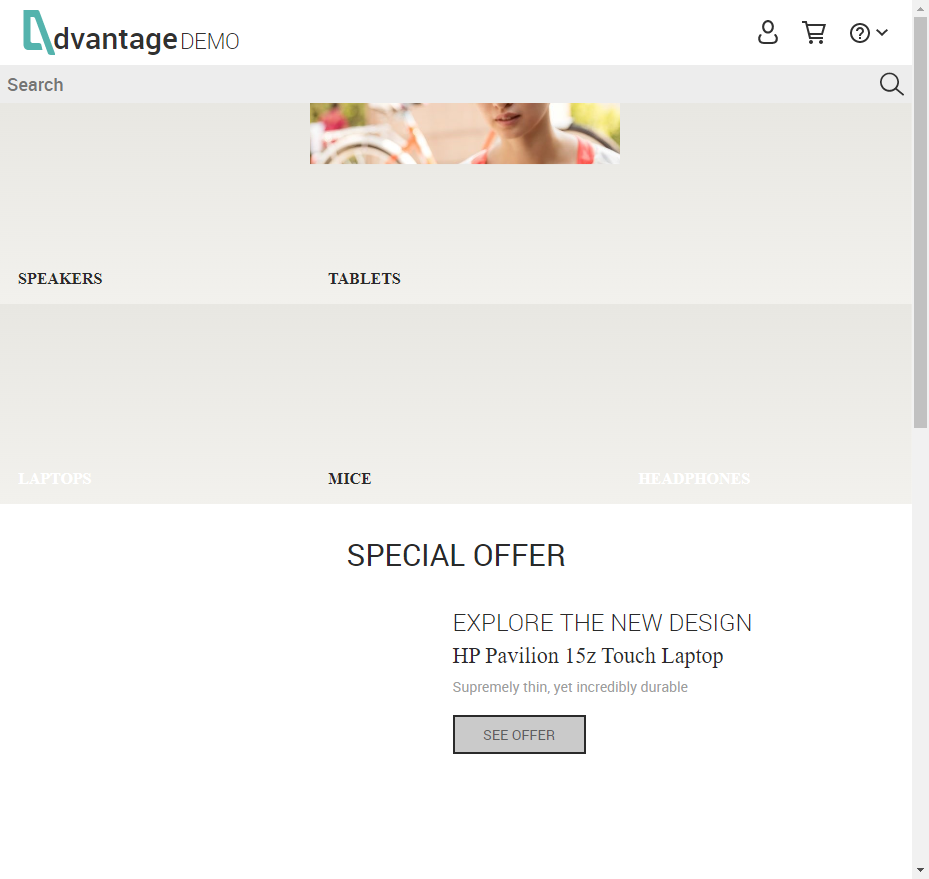 dvantage DEMO
Search
SPEAKERS
TABLETS
LAPTOPS
MICE
HEADPHONES
SPECIAL OFFER
EXPLORE THE NEW DESIGN
HP Pavilion 15z Touch Laptop
Supremely thin, yet incredibly durable
SEE OFFER